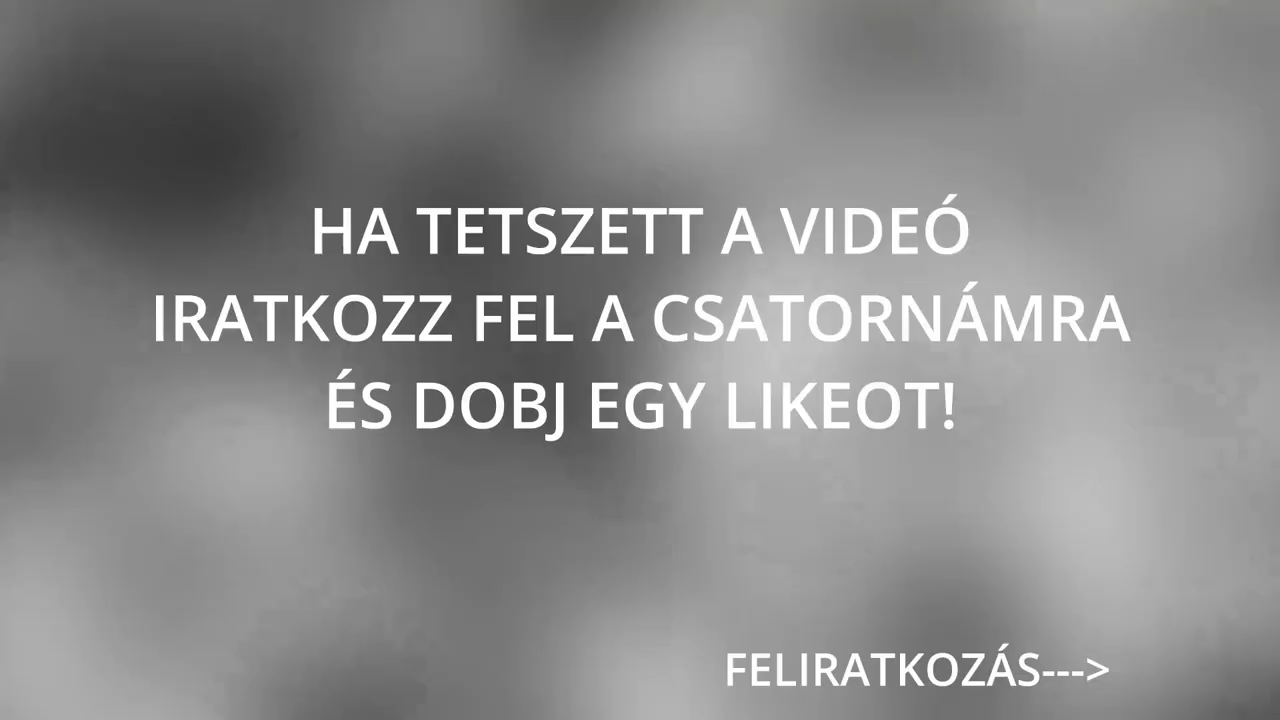 HA TETSZETT A VIDEÓ
IRATKOZZ FEL A CSATORNÁMRA
ÉS DOBJ EGY LIKEOT!
FELIRATKOZÁS--->